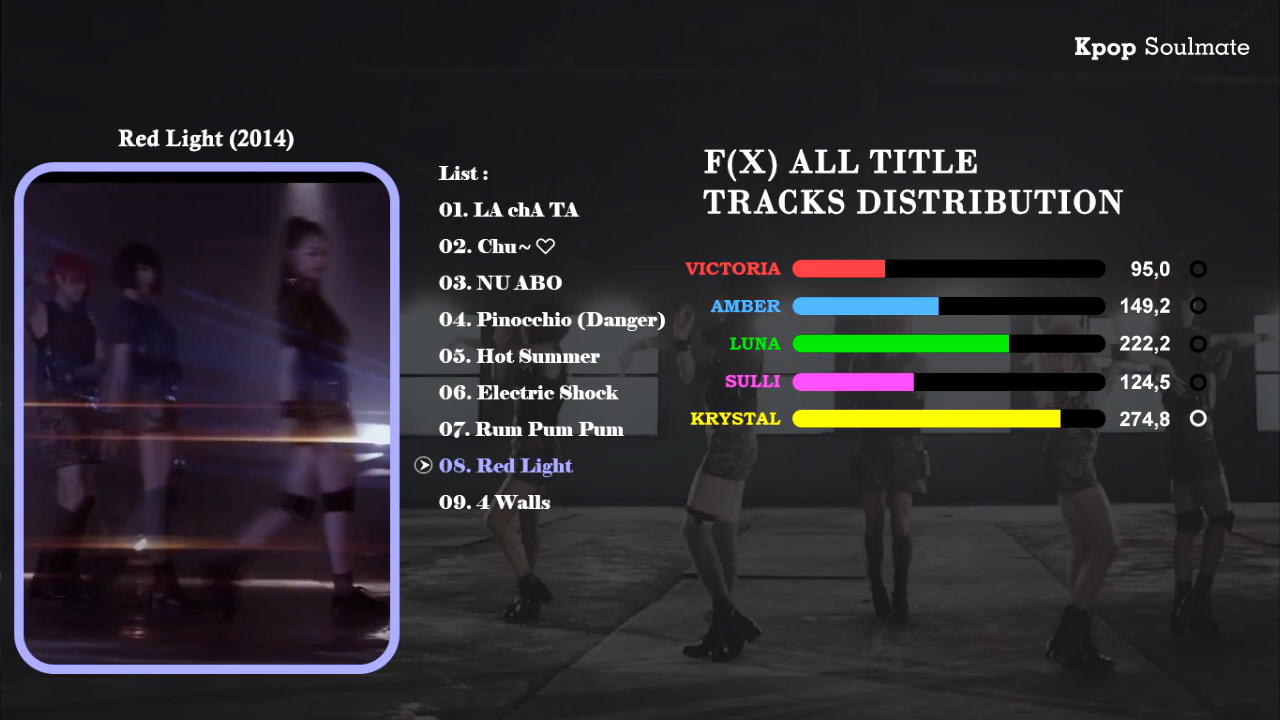 Kpop Soulmate
Red Light (2014)
List :
01. LA chA TA
02. Chu~♡
03. NU ABO
04. Pinocchio (Danger)
05. Hot Summer
06. Electric Shock
07. Rum Pum Pum
08. Red Light
09. 4 Walls
F(X) ALL TITLE
TRACKS DISTRIBUTION
VICTORIA 95,0
AMBER 149,2
LUNA 222,2
SULLI 124,5
KRYSTAL 274,8